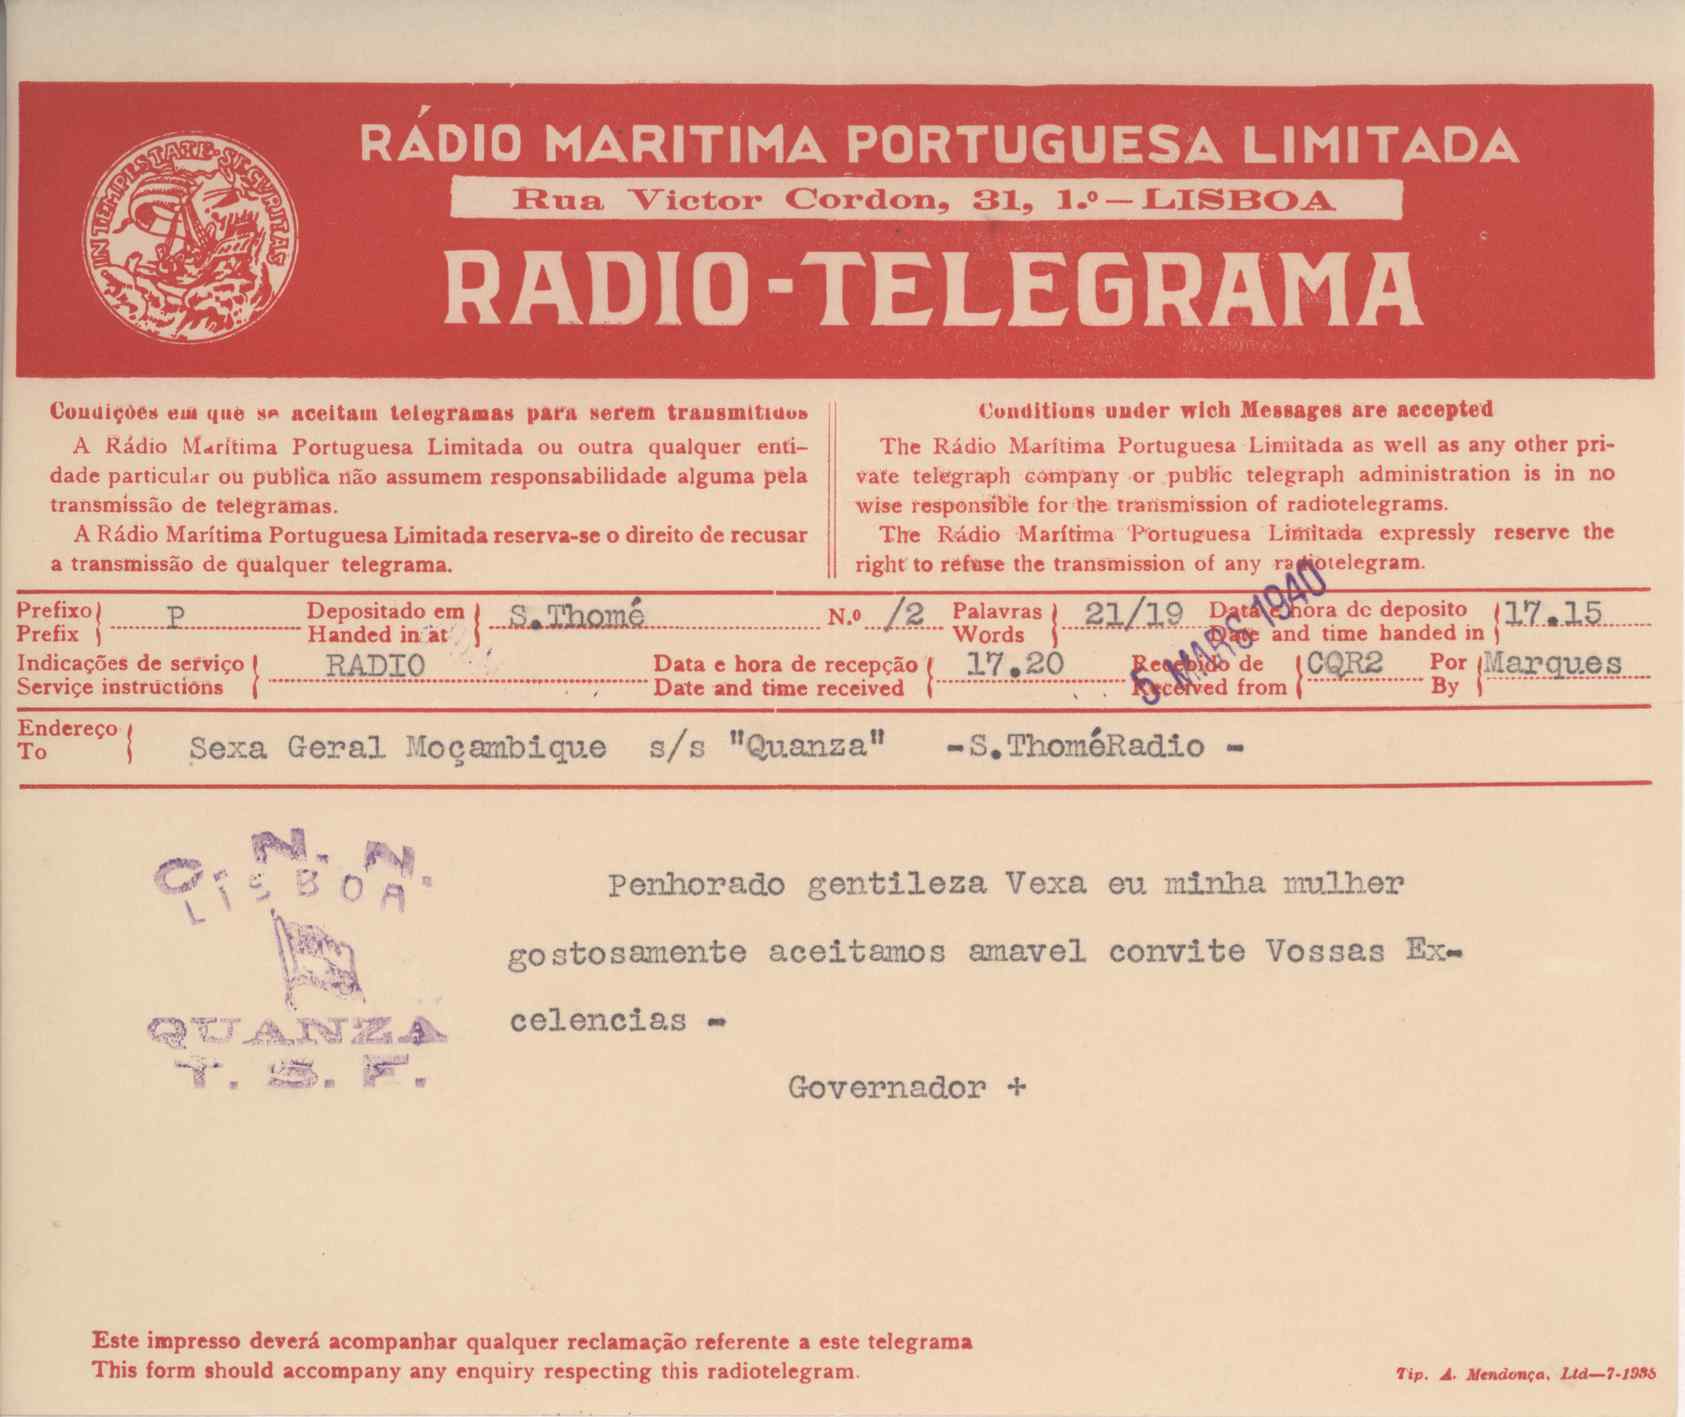 RÁDIO MARITIMA PORTUGUESA LIMITADA
Rua Victor Cordon, 31, 1.º—LISBOA
RADIO-TELEGRAMA
IN TEMPESTATE SECVRITAS
Condições em que se aceitam telegramas para serem transmitidos
A Rádio Marítima Portuguesa Limitada ou outra qualquer enti-
dade particular ou publica não assumem responsabilidade alguma pela
transmissão de telegramas.
A Rádio Marítima Portuguesa Limitada reserva-se o direito de recusar
a transmissão de qualquer telegrama.
Conditions under wich Messages are accepted
The Rádio Marítima Portuguesa Limitada as well as any other pri-
vate telegraph company or public telegraph administration is in no
wise responsible for the transmission of radiotelegrams.
The Rádio Marítima Portuguesa Limitada expressly reserve the
right to refuse the transmission of any radiotelegram.
Prefixo P Depositado em S.Thomé N.º /2 Palavras 21/19 Data e hora de deposito 17.15
Prefix Handed in at Words Date and time handed in
5 MARS 1940
Indicações de serviço RADIO Data e hora de recepção 17.20 Recebido de CQR2 Por Marques
Serviçe instructions Date and time received Received from By
Endereço Sexa Geral Moçambique s/s "Quanza" -S.ThoméRadio -
To
C. N. N.
LISBOA
QUANZA
T. S. F.
Penhorado gentileza Vexa eu minha mulher
gostosamente aceitamos amavel convite Vossas Ex-
celencias -
Governador +
Este impresso deverá acompanhar qualquer reclamação referente a este telegrama
This form should accompany any enquiry respecting this radiotelegram.
Tip. A. Mendonça, Ltd—7-1936